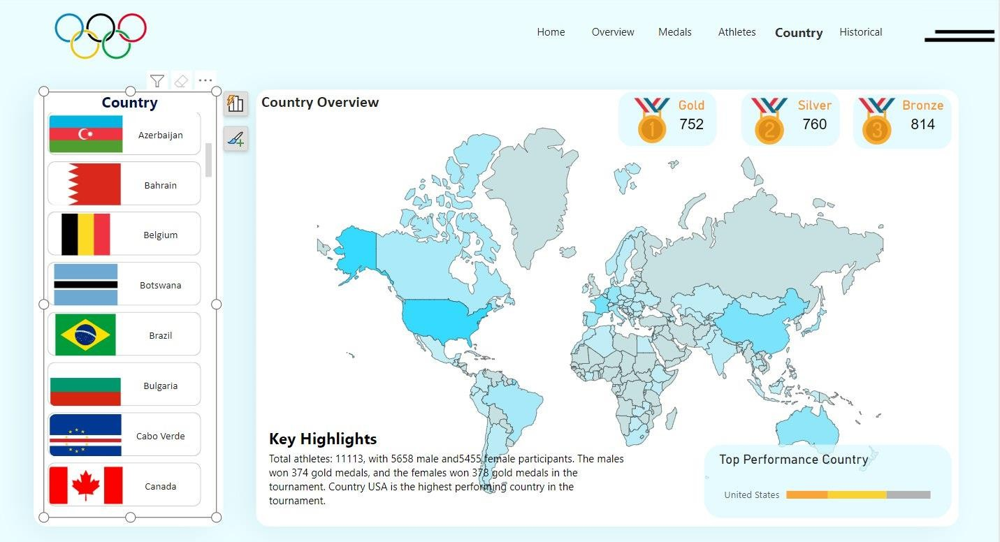 Home Overview Medals Athletes Country Historical
Country
Azerbaijan
Bahrain
Belgium
Botswana
Brazil
Bulgaria
Cabo Verde
Canada
Country Overview
1 Gold
752
2 Silver
760
3 Bronze
814
Key Highlights
Total athletes: 11113, with 5658 male and5455 female participants. The males
won 374 gold medals, and the females won 378 gold medals in the
tournament. Country USA is the highest performing country in the
tournament.
Top Performance Country
United States